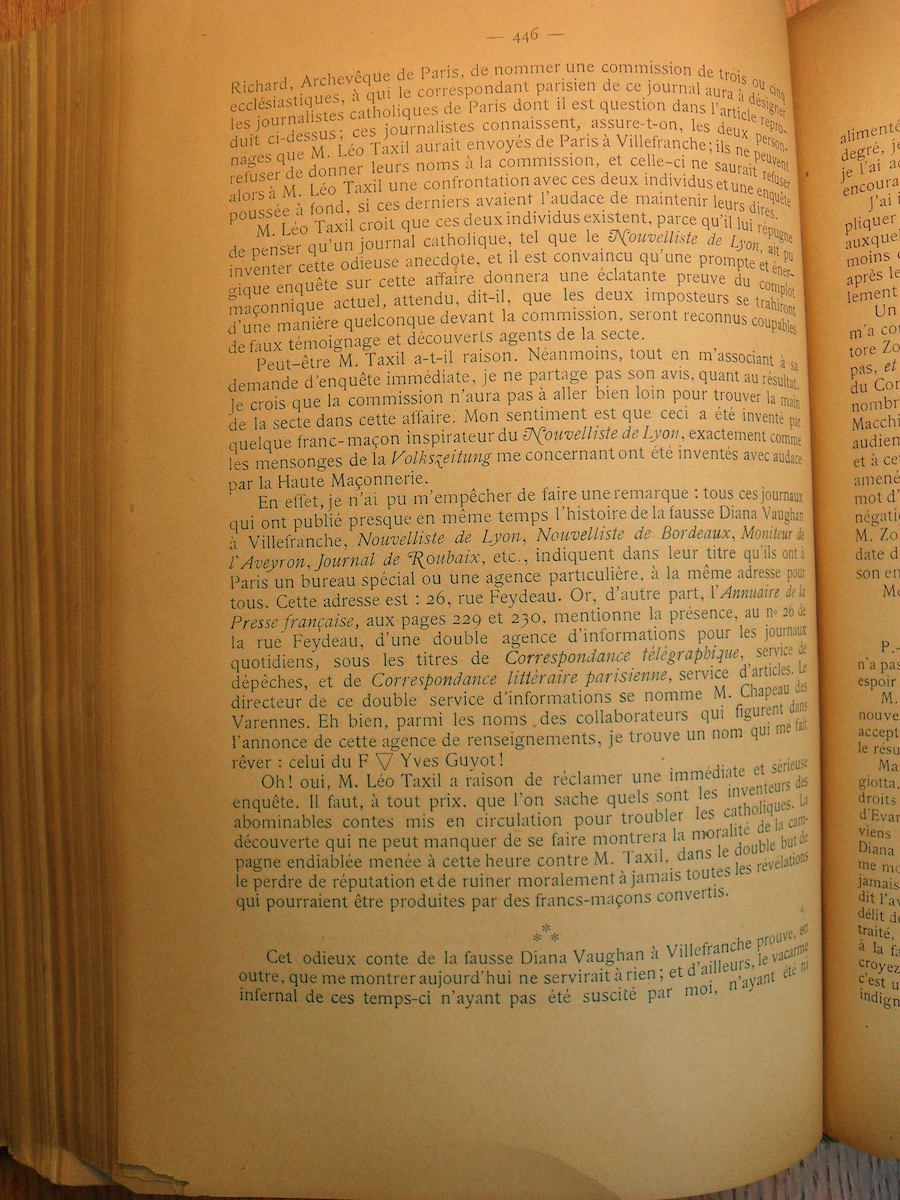 — 446 —
Richard, Archevêque de Paris, de nommer une commission de trois ou cinq
ecclésiastiques, à qui le correspondant parisien de ce journal aura à désigner
les journalistes catholiques de Paris dont il est question dans l'article repro-
duit ci-dessus; ces journalistes connaissent, assure-t-on, les deux person-
nages que M. Léo Taxil aurait envoyés de Paris à Villefranche; ils ne peuvent
refuser de donner leurs noms à la commission, et celle-ci ne saurait refuser
alors à M. Léo Taxil une confrontation avec ces deux individus et une enquête
poussée à fond, si ces derniers avaient l'audace de maintenir leurs dires.
M. Léo Taxil croit que ces deux individus existent, parce qu'il lui répugne
de penser qu'un journal catholique, tel que le Nouvelliste de Lyon, ait pu
inventer cette odieuse anecdote, et il est convaincu qu'une prompte et éner-
gique enquête sur cette affaire donnera une éclatante preuve du complot
maçonnique actuel, attendu, dit-il, que les deux imposteurs se trahiront
d'une manière quelconque devant la commission, seront reconnus coupables
de faux témoignage et découverts agents de la secte.
Peut-être M. Taxil a-t-il raison. Néanmoins, tout en m'associant à sa
demande d'enquête immédiate, je ne partage pas son avis, quant au résultat.
Je crois que la commission n'aura pas à aller bien loin pour trouver la main
de la secte dans cette affaire. Mon sentiment est que ceci a été inventé par
quelque franc-maçon inspirateur du Nouvelliste de Lyon, exactement comme
les mensonges de la Volkszeitung me concernant ont été inventés avec audace
par la Haute Maçonnerie.
En effet, je n'ai pu m'empêcher de faire une remarque : tous ces journaux
qui ont publié presque en même temps l'histoire de la fausse Diana Vaughan
à Villefranche, Nouvelliste de Lyon, Nouvelliste de Bordeaux, Moniteur de
l'Aveyron, Journal de Roubaix, etc., indiquent dans leur titre qu'ils ont à
Paris un bureau spécial ou une agence particulière, à la même adresse pour
tous. Cette adresse est : 26, rue Feydeau. Or, d'autre part, l'Annuaire de la
Presse française, aux pages 229 et 230, mentionne la présence, au nº 26 de
la rue Feydeau, d'une double agence d'informations pour les journaux
quotidiens, sous les titres de Correspondance télégraphique, service de
dépêches, et de Correspondance littéraire parisienne, service d'articles. Le
directeur de ce double service d'informations se nomme M. Chapeau des
Varennes. Eh bien, parmi les noms des collaborateurs qui figurent dans
l'annonce de cette agence de renseignements, je trouve un nom qui me fait
rêver : celui du F ▽ Yves Guyot!
Oh! oui, M. Léo Taxil a raison de réclamer une immédiate et sérieuse
enquête. Il faut, à tout prix, que l'on sache quels sont les inventeurs des
abominables contes mis en circulation pour troubler les catholiques. La
découverte qui ne peut manquer de se faire montrera la moralité de la cam-
pagne endiablée menée à cette heure contre M. Taxil, dans le double but de
le perdre de réputation et de ruiner moralement à jamais toutes les révélations
qui pourraient être produites par des francs-maçons convertis.
⁂
Cet odieux conte de la fausse Diana Vaughan à Villefranche prouve, en
outre, que me montrer aujourd'hui ne servirait à rien; et d'ailleurs, le vacarme
infernal de ces temps-ci n'ayant pas été suscité par moi, n'ayant été ni
alimenté
degré, je
je l'ai
encoura
J'ai
pliquer
auxquel
moins
après le
lement
Un
m'a
tore Zo
pas, et
du Cor
nombr
Macchi
audien
et à ce
amené
mot d'
négati
M. Zo
date d
son en
P.-
n'a pas
espoir
M.
nouve
accept
le résu
Ma
giotta,
droits
d'Evar
viens
Diana
me mo
jamais
dit l'av
délit de
traité,
à la fa
croyez
c'est u
indign